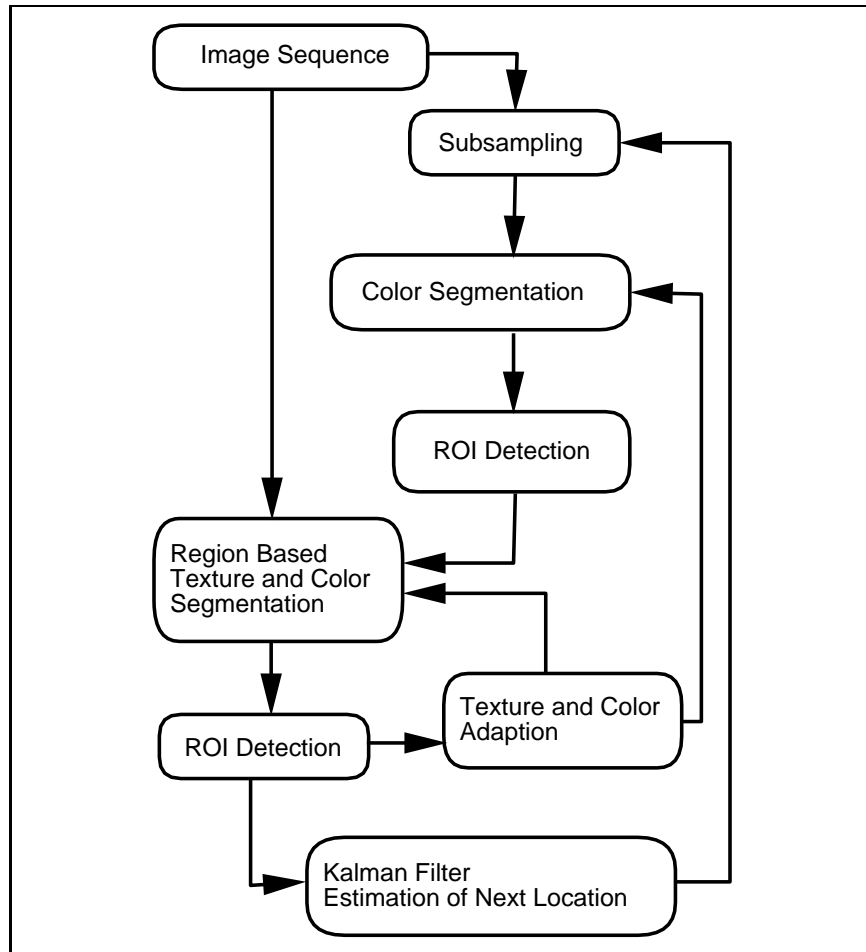 Image Sequence
Subsampling
Color Segmentation
ROI Detection
Region Based
Texture and Color
Segmentation
Texture and Color
Adaption
ROI Detection
Kalman Filter
Estimation of Next Location